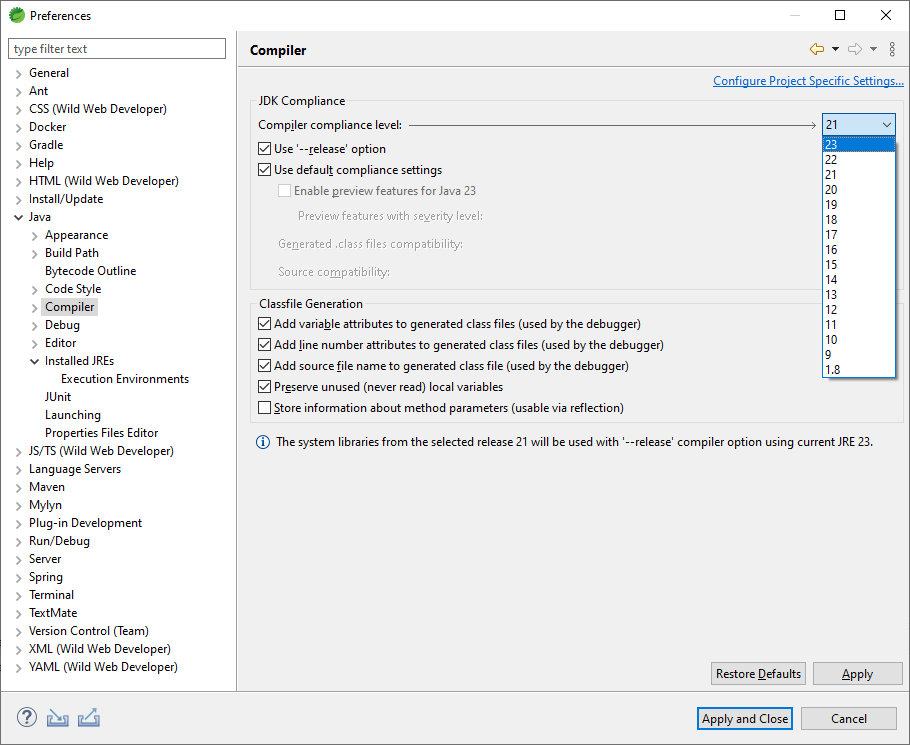 Preferences
type filter text
General
Ant
CSS (Wild Web Developer)
Docker
Gradle
Help
HTML (Wild Web Developer)
Install/Update
Java
Appearance
Build Path
Bytecode Outline
Code Style
Compiler
Debug
Editor
Installed JREs
Execution Environments
JUnit
Launching
Properties Files Editor
JS/TS (Wild Web Developer)
Language Servers
Maven
Mylyn
Plug-in Development
Run/Debug
Server
Spring
Terminal
TextMate
Version Control (Team)
XML (Wild Web Developer)
YAML (Wild Web Developer)
Compiler
Configure Project Specific Settings...
JDK Compliance
Compiler compliance level: 21
23
22
21
20
19
18
17
16
15
14
13
12
11
10
9
1.8
Use '--release' option
Use default compliance settings
Enable preview features for Java 23
Preview features with severity level:
Generated .class files compatibility:
Source compatibility:
Classfile Generation
Add variable attributes to generated class files (used by the debugger)
Add line number attributes to generated class files (used by the debugger)
Add source file name to generated class file (used by the debugger)
Preserve unused (never read) local variables
Store information about method parameters (usable via reflection)
The system libraries from the selected release 21 will be used with '--release' compiler option using current JRE 23.
Restore Defaults
Apply
Apply and Close
Cancel